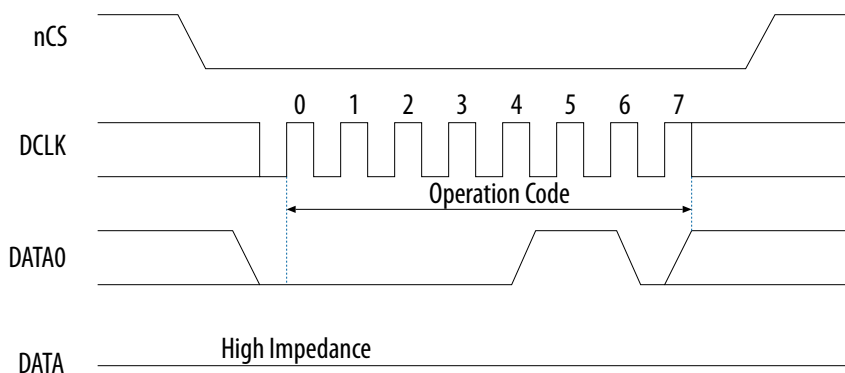 nCS
0 1 2 3 4 5 6 7
DCLK
Operation Code
DATA0
High Impedance
DATA